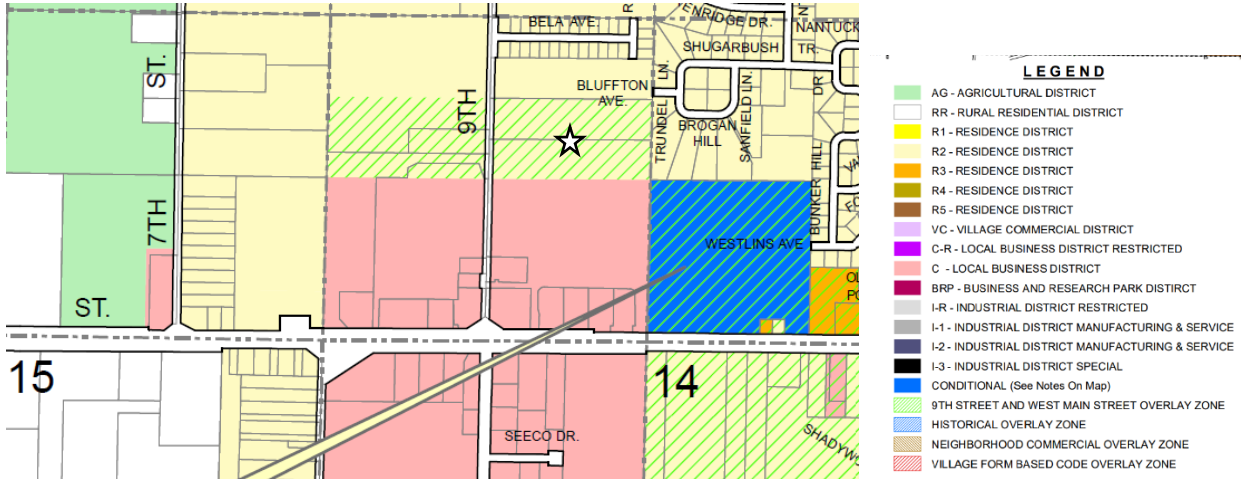 BELA AVE.
R
ENRIDGE DR.
NANTUCK
SHUGARBUSH
TR.
BLUFFTON
AVE.
TRUNDEL LN.
BROGAN
HILL
SANFIELD LN.
BUNKER HILL DR
ST.
7TH
9TH
WESTLINS AVE
ST.
15
14
SEECO DR.
SHADYW
LEGEND
AG - AGRICULTURAL DISTRICT
RR - RURAL RESIDENTIAL DISTRICT
R1 - RESIDENCE DISTRICT
R2 - RESIDENCE DISTRICT
R3 - RESIDENCE DISTRICT
R4 - RESIDENCE DISTRICT
R5 - RESIDENCE DISTRICT
VC - VILLAGE COMMERCIAL DISTRICT
C-R - LOCAL BUSINESS DISTRICT RESTRICTED
C - LOCAL BUSINESS DISTRICT
BRP - BUSINESS AND RESEARCH PARK DISTIRCT
I-R - INDUSTRIAL DISTRICT RESTRICTED
I-1 - INDUSTRIAL DISTRICT MANUFACTURING & SERVICE
I-2 - INDUSTRIAL DISTRICT MANUFACTURING & SERVICE
I-3 - INDUSTRIAL DISTRICT SPECIAL
CONDITIONAL (See Notes On Map)
9TH STREET AND WEST MAIN STREET OVERLAY ZONE
HISTORICAL OVERLAY ZONE
NEIGHBORHOOD COMMERCIAL OVERLAY ZONE
VILLAGE FORM BASED CODE OVERLAY ZONE